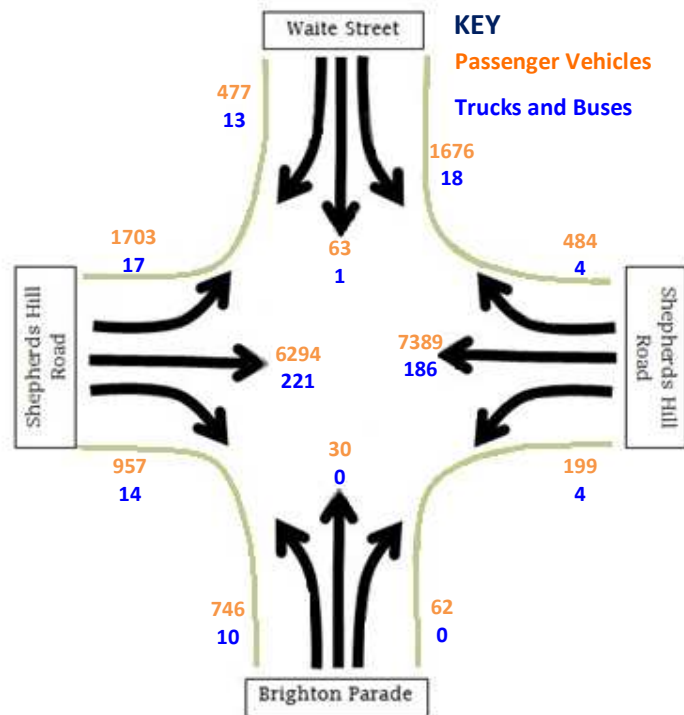 Waite Street
KEY
Passenger Vehicles
Trucks and Buses
477
13
1676
18
1703
17
63
1
484
4
Shepherds Hill
Road
6294
221
7389
186
Shepherds Hill
Road
957
14
30
0
199
4
746
10
62
0
Brighton Parade